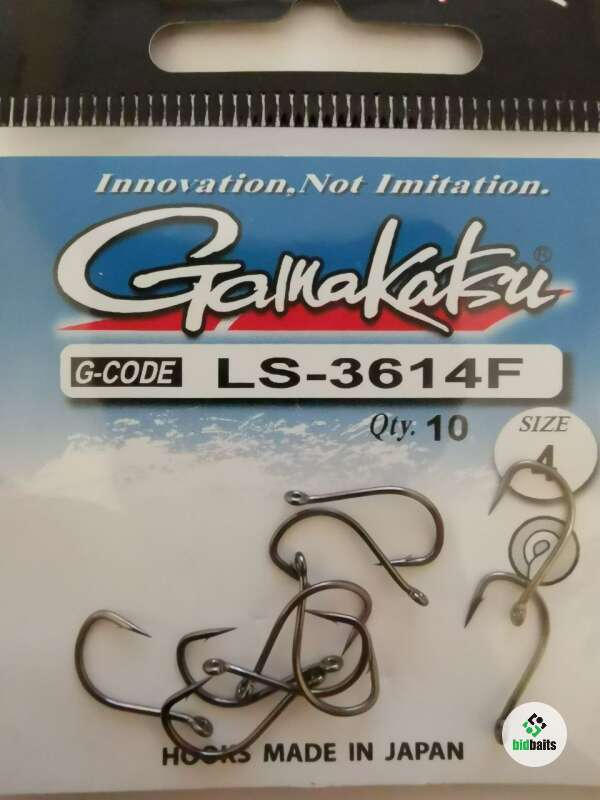 Innovation,Not Imitation.
Gamakatsu®
G-CODE LS-3614F
Qty. 10
SIZE
4
HOOKS MADE IN JAPAN
bidbaits